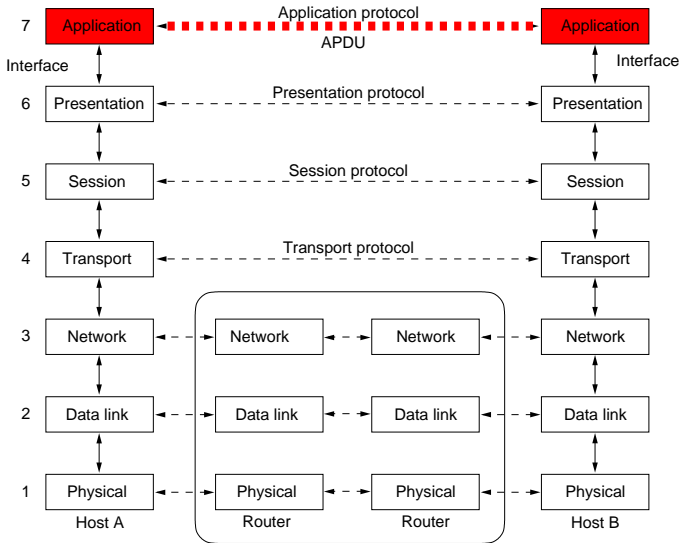 7 Application Application protocol Application
APDU
Interface Interface
6 Presentation Presentation protocol Presentation
5 Session Session protocol Session
4 Transport Transport protocol Transport
3 Network Network Network Network
2 Data link Data link Data link Data link
1 Physical Physical Physical Physical
Host A Router Router Host B